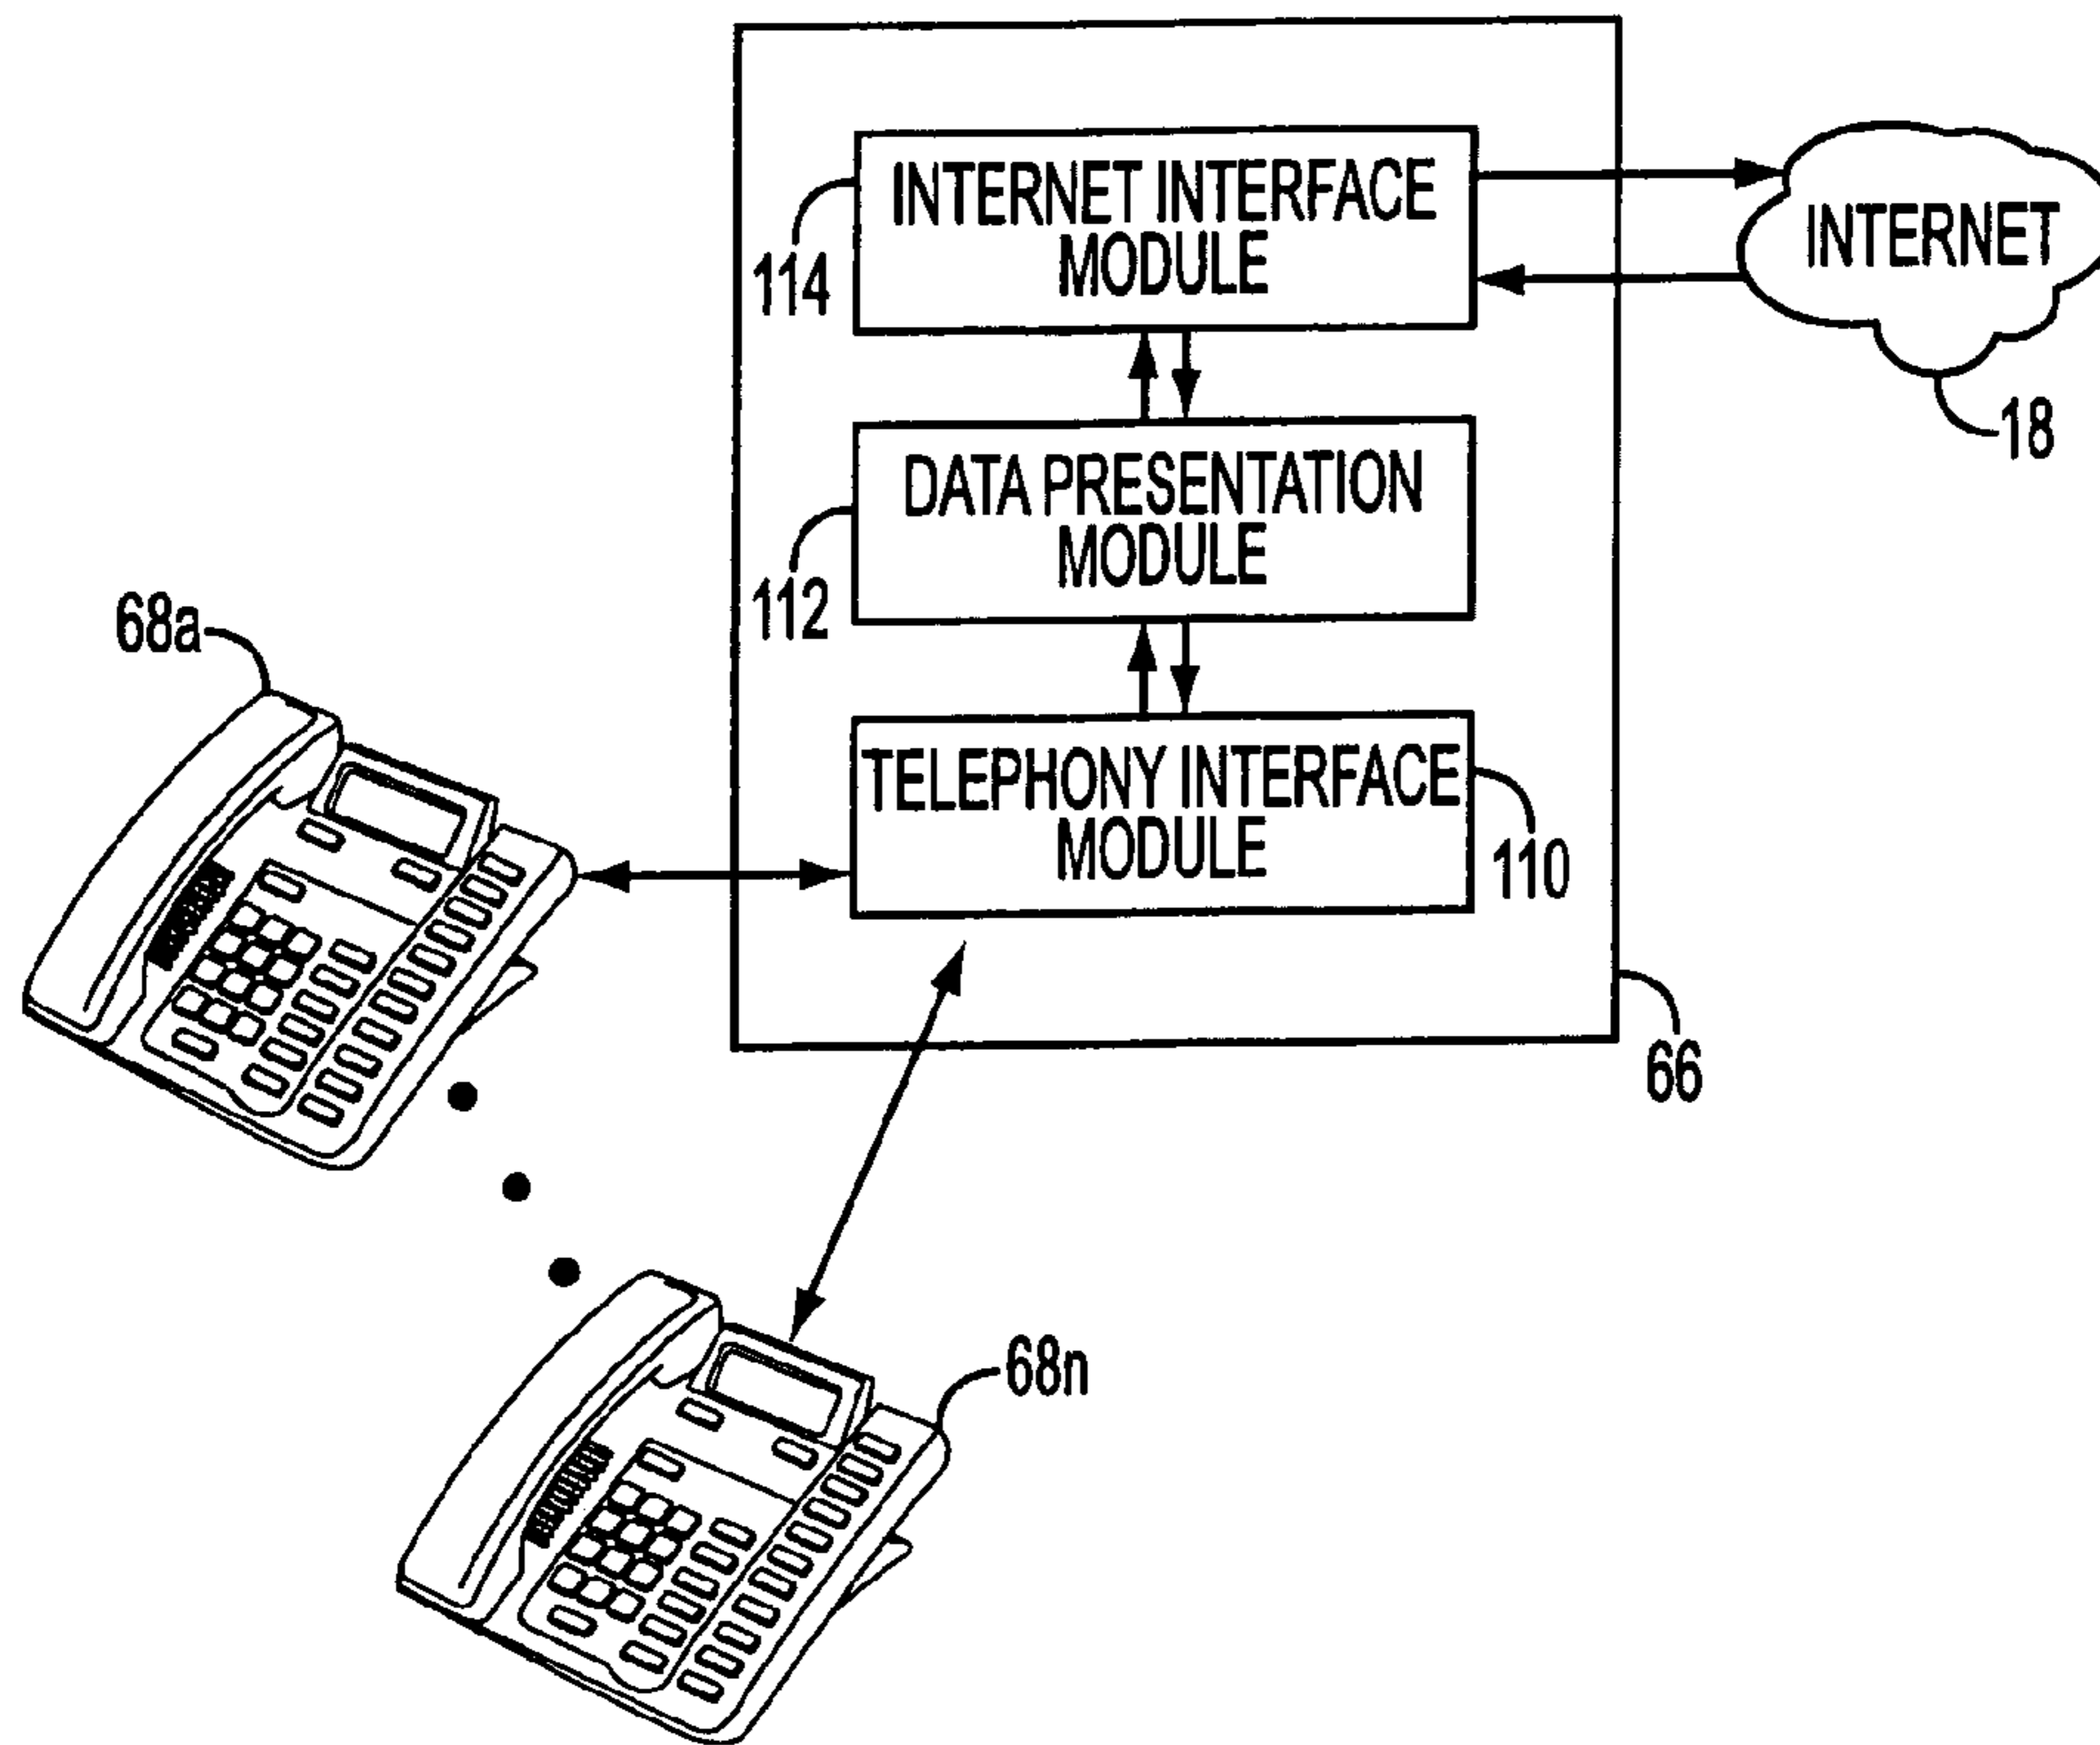 INTERNET INTERFACE
MODULE
114
INTERNET
18
DATA PRESENTATION
MODULE
112
68a
TELEPHONY INTERFACE
MODULE
110
66
68n